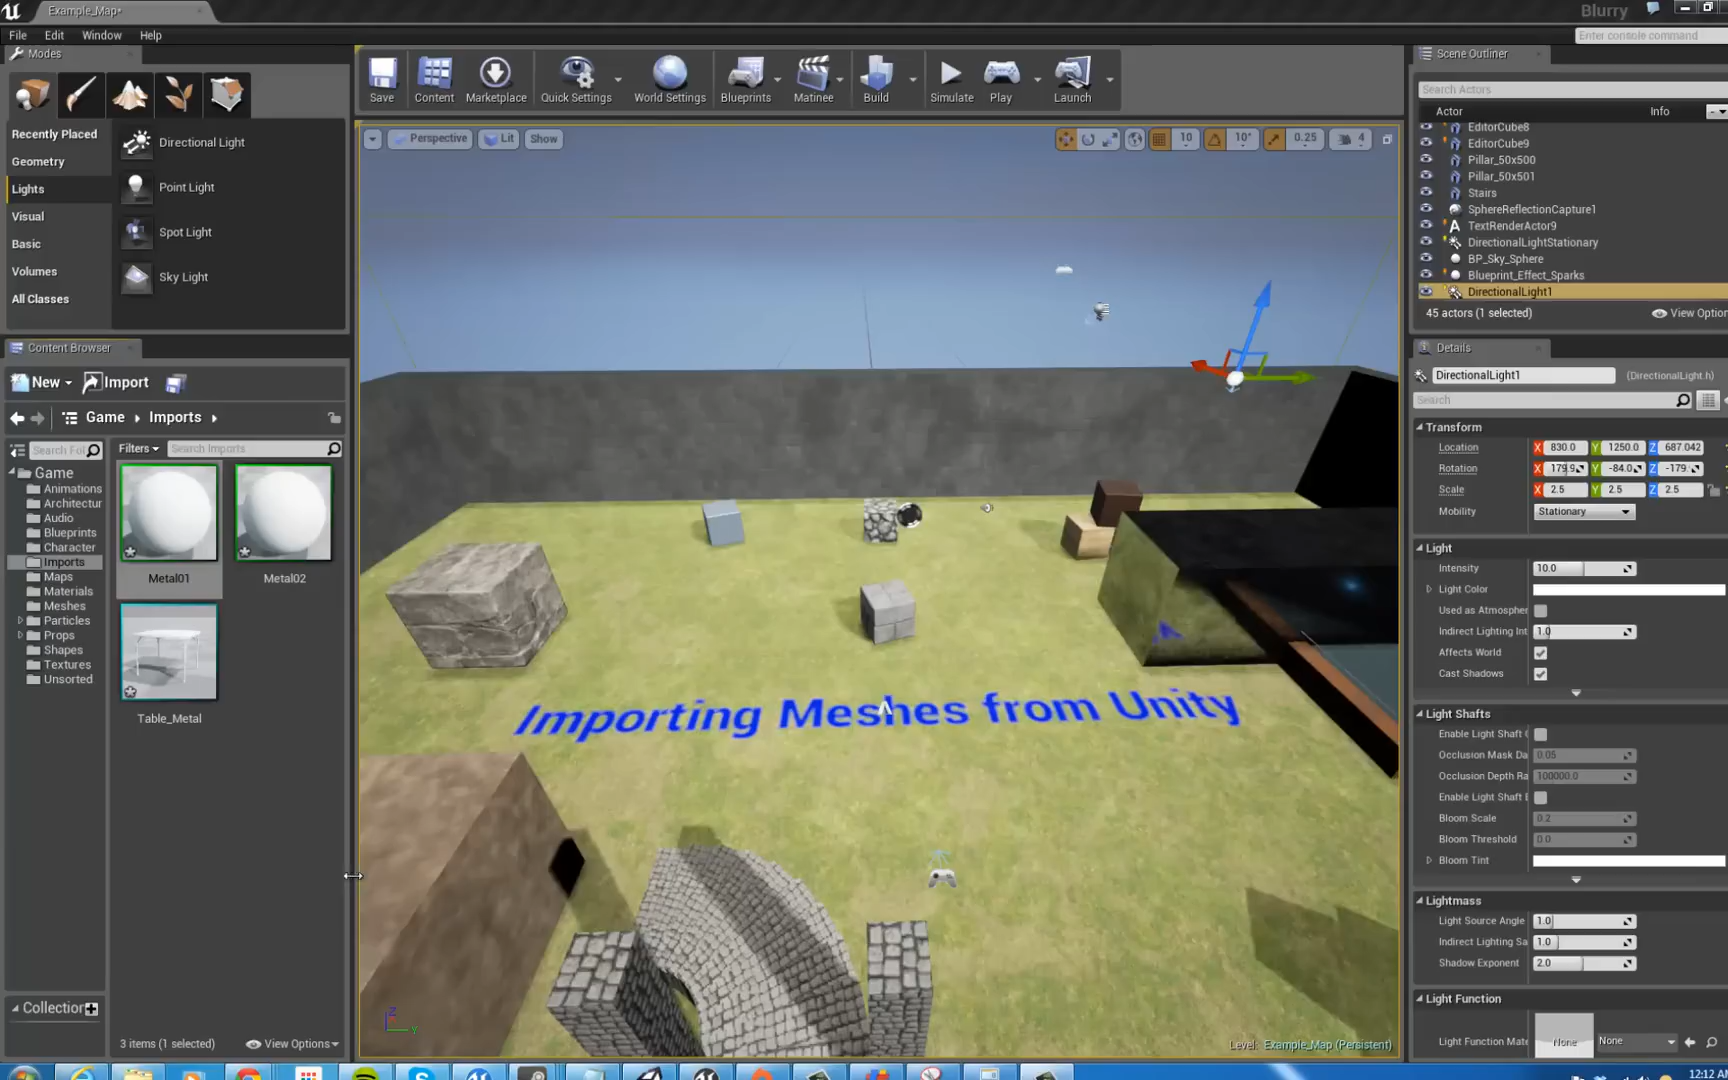 Example_Map*
Blurry
File Edit Window Help
Enter console command
Modes
Save Content Marketplace Quick Settings World Settings Blueprints Matinee Build Simulate Play Launch
Recently Placed
Geometry
Lights
Visual
Basic
Volumes
All Classes
Directional Light
Point Light
Spot Light
Sky Light
Content Browser
New Import
Game Imports
Search Fol
Filters Search Imports
Game
Animations
Architectur
Audio
Blueprints
Character
Imports
Maps
Materials
Meshes
Particles
Props
Shapes
Textures
Unsorted
Metal01
Metal02
Table_Metal
Collection
3 items (1 selected)
View Options
Perspective Lit Show
10 10° 0.25 4
Importing Meshes from Unity
Z
Y
Level: Example_Map (Persistent)
Scene Outliner
Search Actors
Actor Info
EditorCube8
EditorCube9
Pillar_50x500
Pillar_50x501
Stairs
SphereReflectionCapture1
TextRenderActor9
DirectionalLightStationary
BP_Sky_Sphere
Blueprint_Effect_Sparks
DirectionalLight1
45 actors (1 selected)
View Option
Details
DirectionalLight1 (DirectionalLight.h)
Search
Transform
Location X 830.0 Y 1250.0 Z 687.042
Rotation X 179.9 Y -84.0 Z -179.
Scale X 2.5 Y 2.5 Z 2.5
Mobility Stationary
Light
Intensity 10.0
Light Color
Used as Atmospher
Indirect Lighting Int 1.0
Affects World
Cast Shadows
Light Shafts
Enable Light Shaft O
Occlusion Mask Da 0.05
Occlusion Depth Ra 100000.0
Enable Light Shaft B
Bloom Scale 0.2
Bloom Threshold 0.0
Bloom Tint
Lightmass
Light Source Angle 1.0
Indirect Lighting Sa 1.0
Shadow Exponent 2.0
Light Function
Light Function Mate None None
12:12 AM